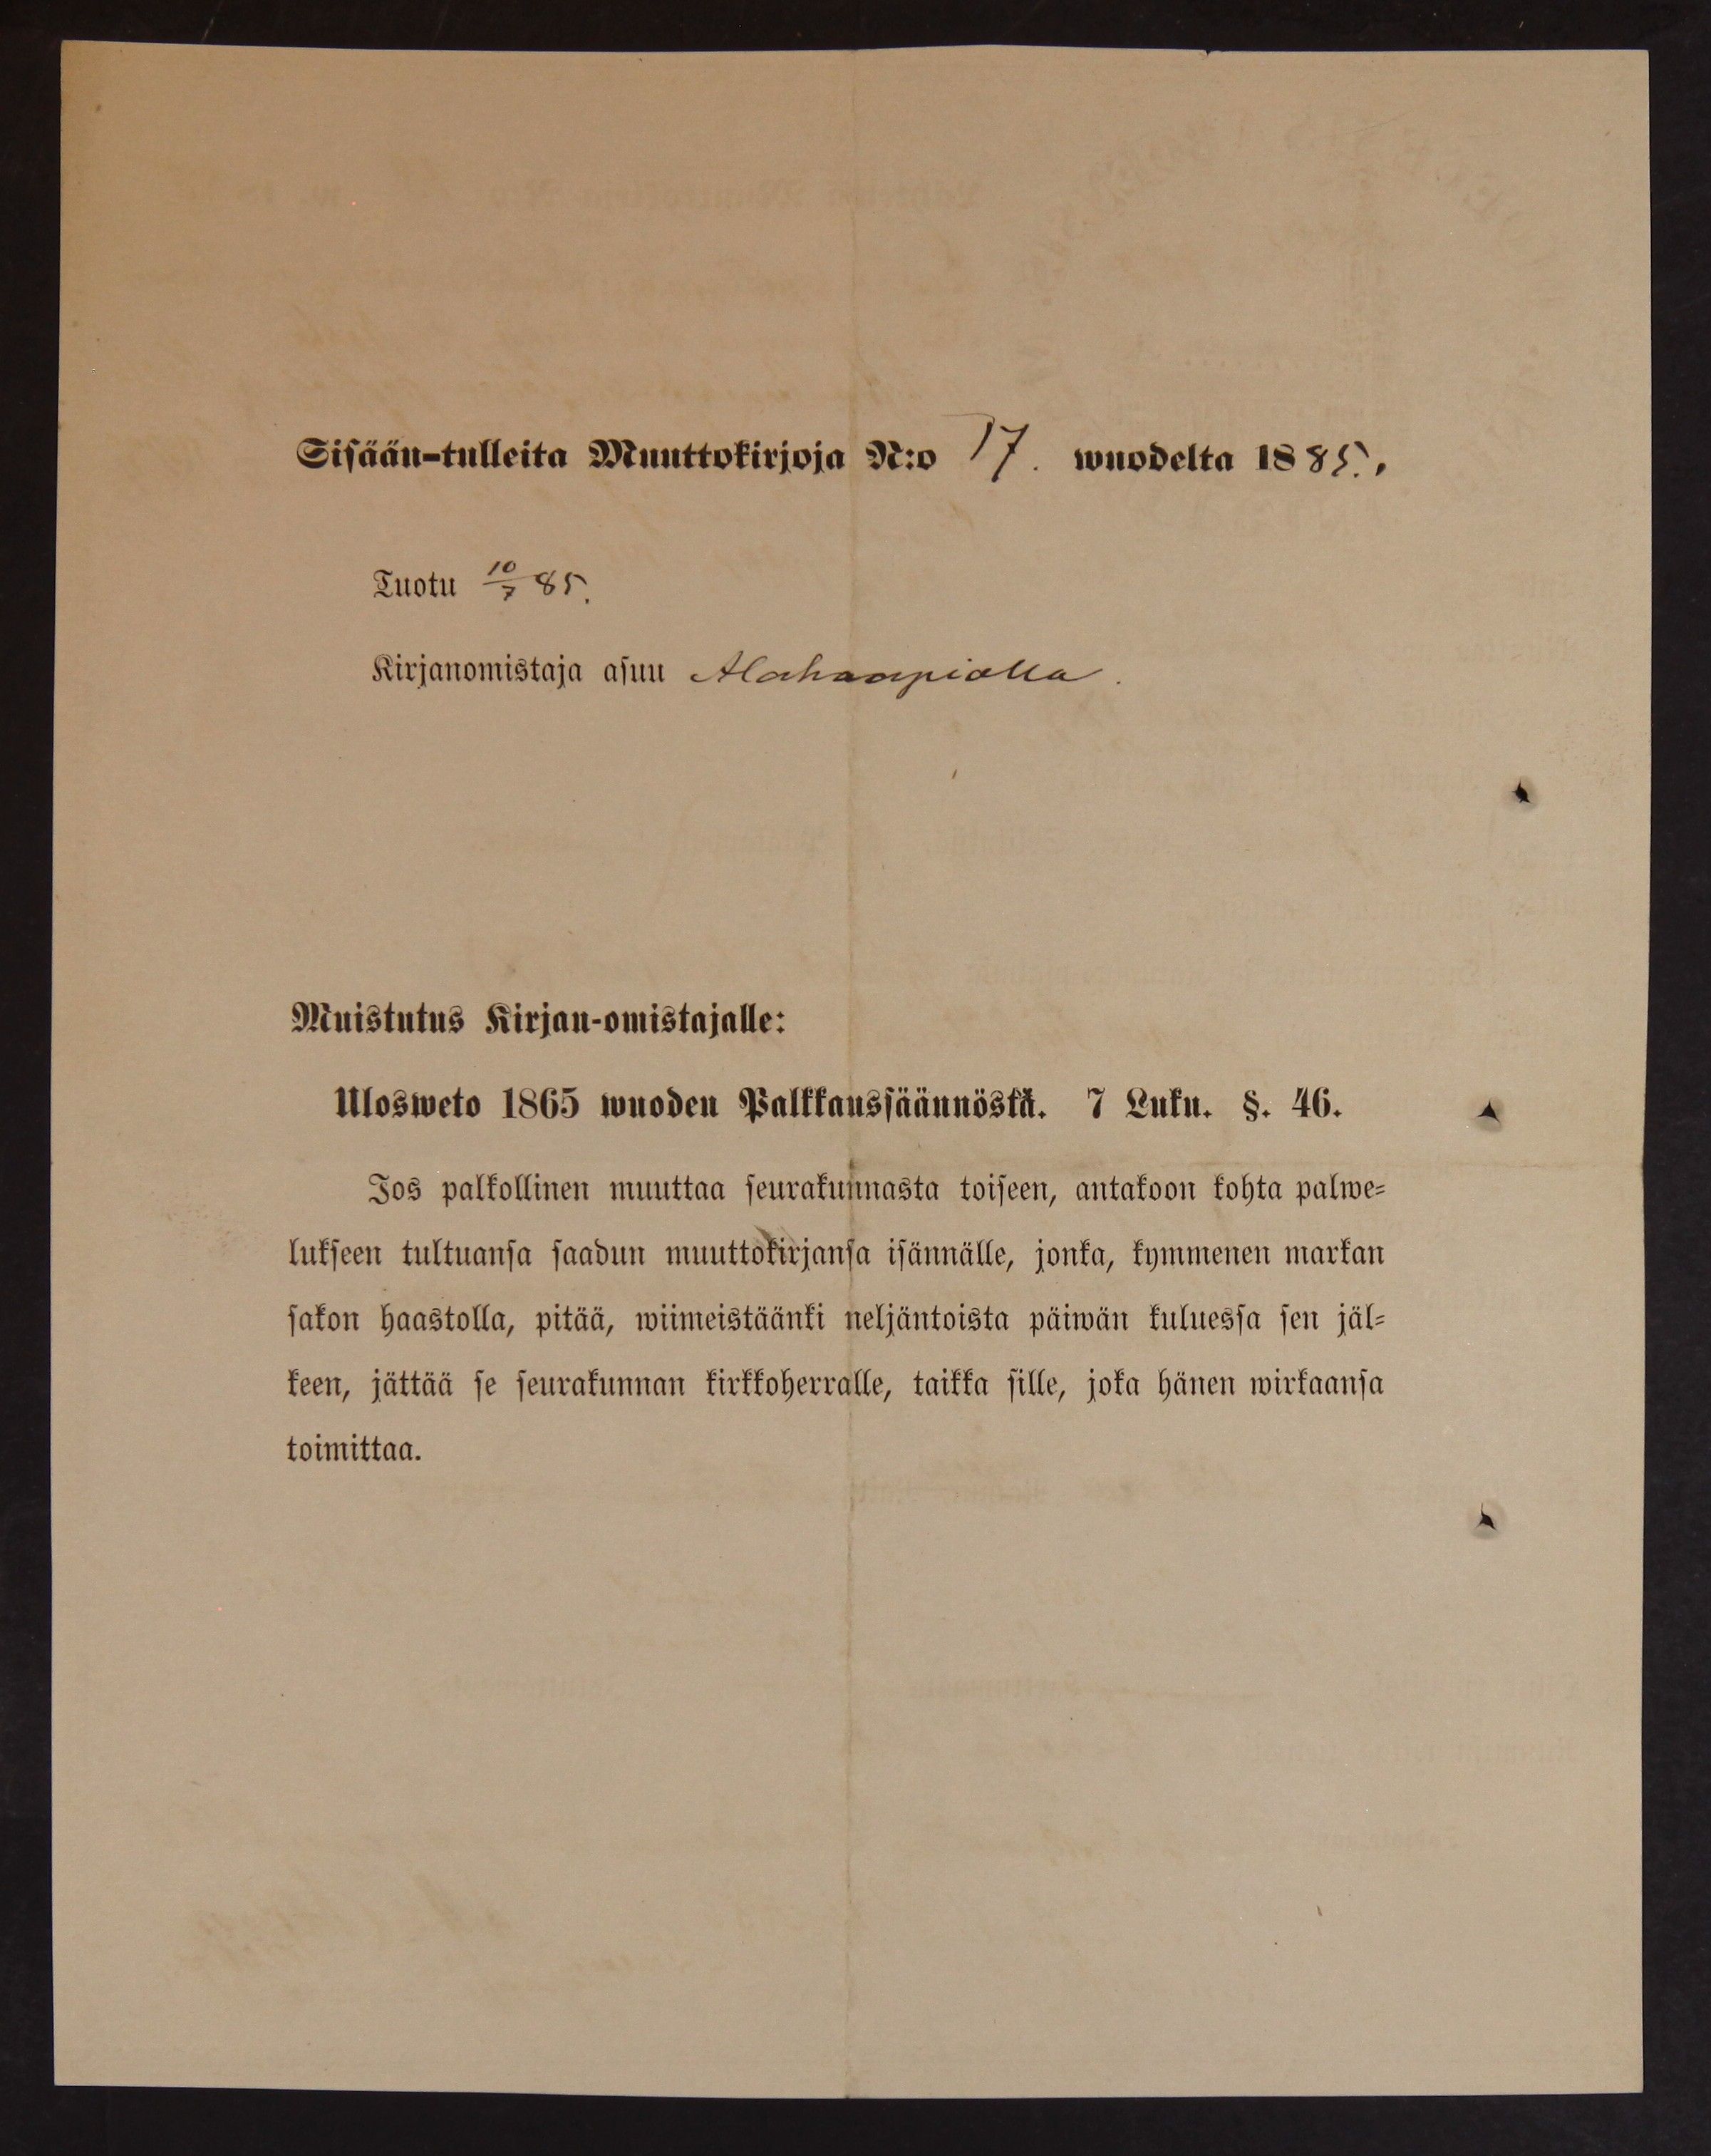 Sisään-tulleita Muuttokirjoja N:o 17. wuodelta 1885.
Tuotu 10/7 85.
Kirjanomistaja asuu Alahaapialla.
Muistutus Kirjan-omistajalle:
Ulosweto 1865 wuoden Palkkaussäännöstä. 7 Luku. §. 46.
Jos palkollinen muuttaa seurakunnasta toiseen, antakoon kohta palwe-
lukseen tultuansa saadun muuttokirjansa isännälle, jonka, kymmenen markan
sakon haastolla, pitää, wiimeistäänki neljäntoista päiwän kuluessa sen jäl-
keen, jättää se seurakunnan kirkkoherralle, taikka sille, joka hänen wirkaansa
toimittaa.